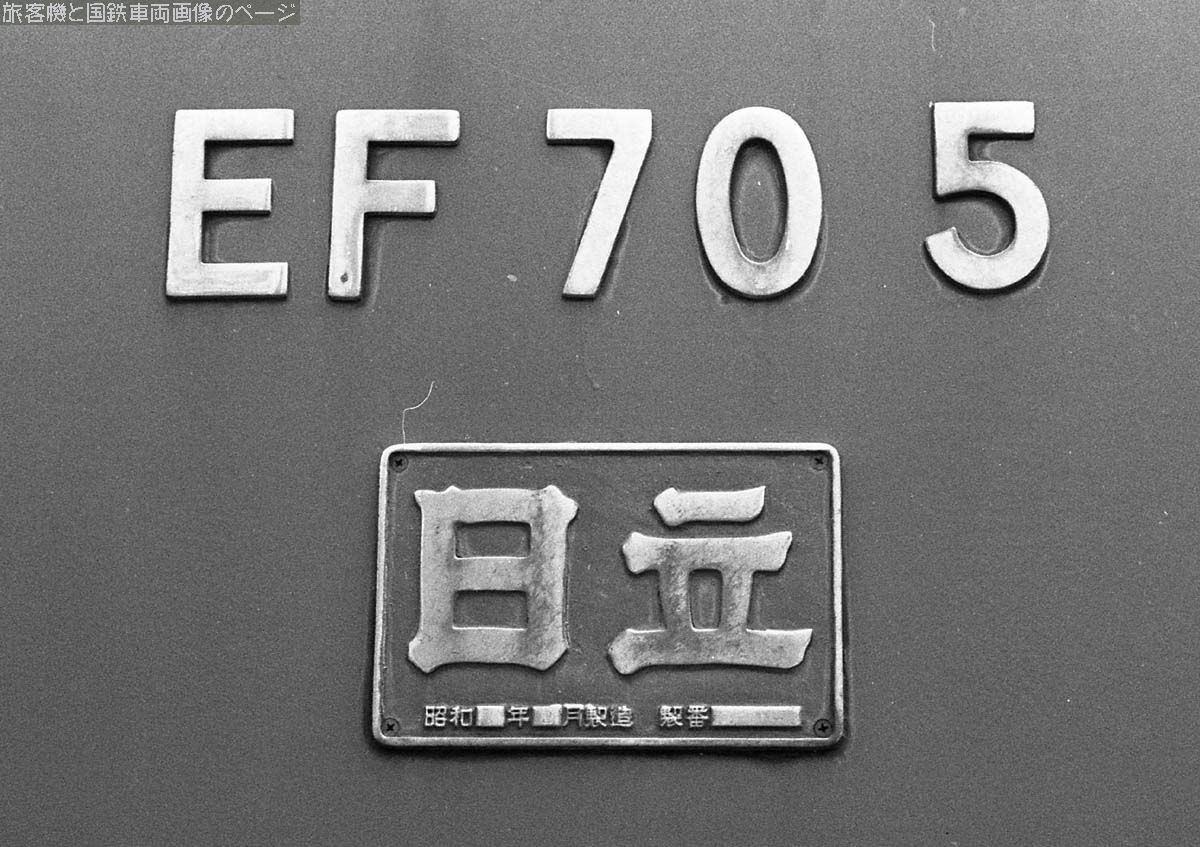 旅客機と国鉄車両画像のページ
EF 70 5
日立
昭和 年 月製造 製番